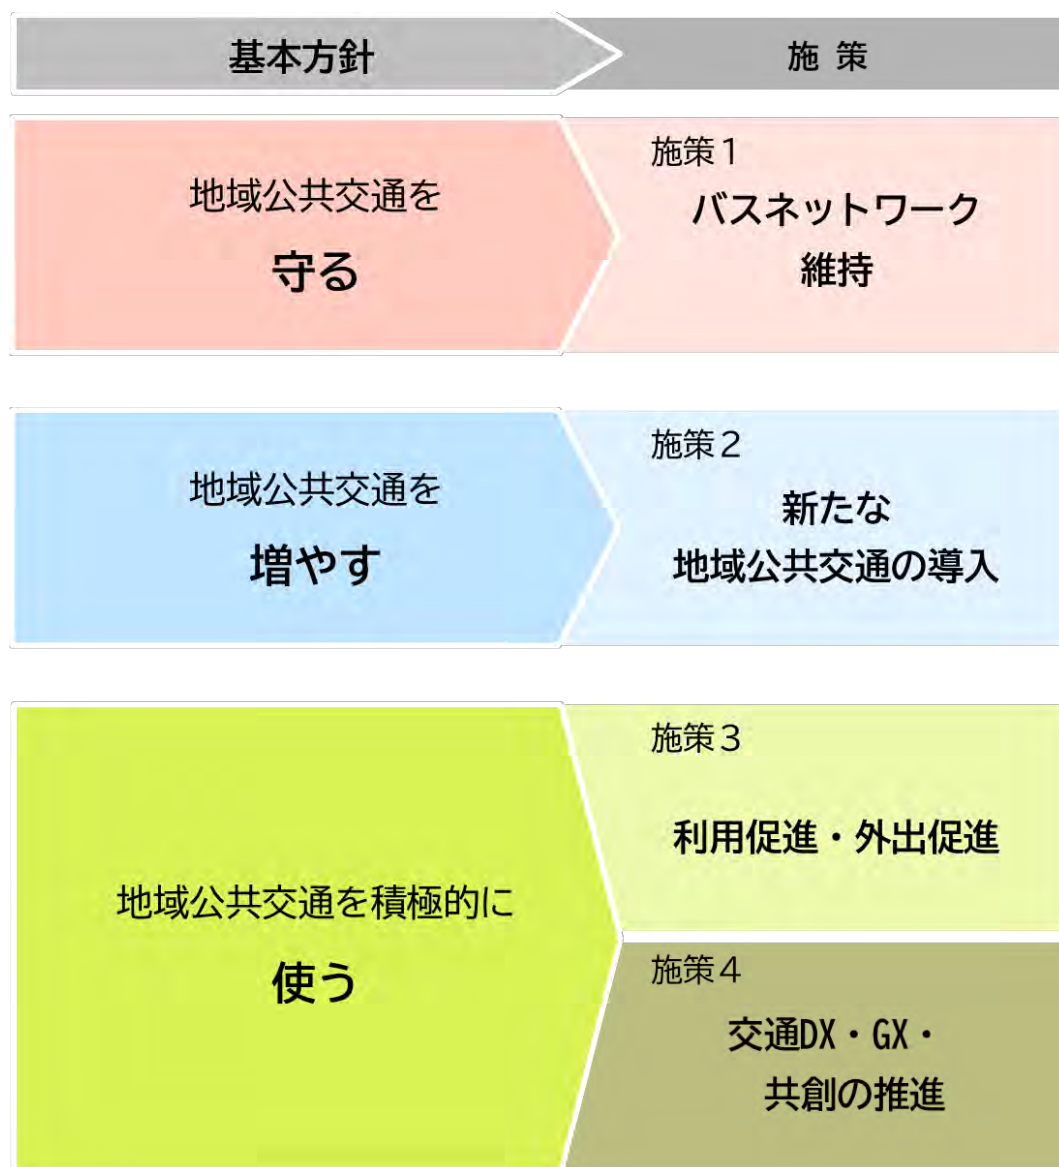 基本方針
施 策
地域公共交通を
守る
施策1
バスネットワーク
維持
地域公共交通を
増やす
施策2
新たな
地域公共交通の導入
地域公共交通を積極的に
使う
施策3
利用促進・外出促進
施策4
交通DX・GX・
共創の推進